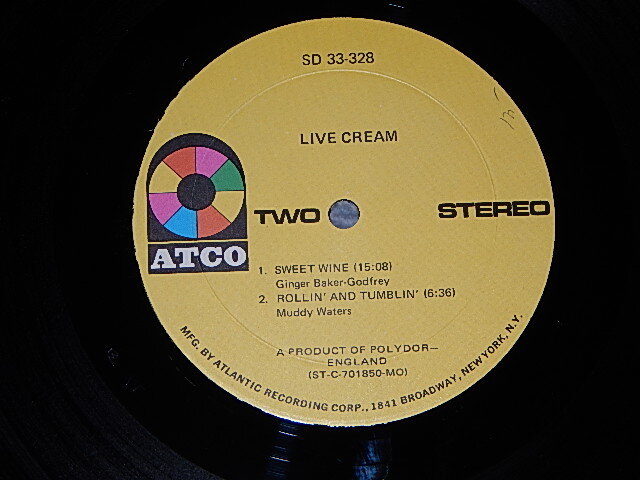 SD 33-328
LIVE CREAM
ATCO
TWO
STEREO
1. SWEET WINE (15:08)
Ginger Baker-Godfrey
2. ROLLIN' AND TUMBLIN' (6:36)
Muddy Waters
A PRODUCT OF POLYDOR—
ENGLAND
(ST-C-701850-MO)
MFG. BY ATLANTIC RECORDING CORP., 1841 BROADWAY, NEW YORK, N.Y.